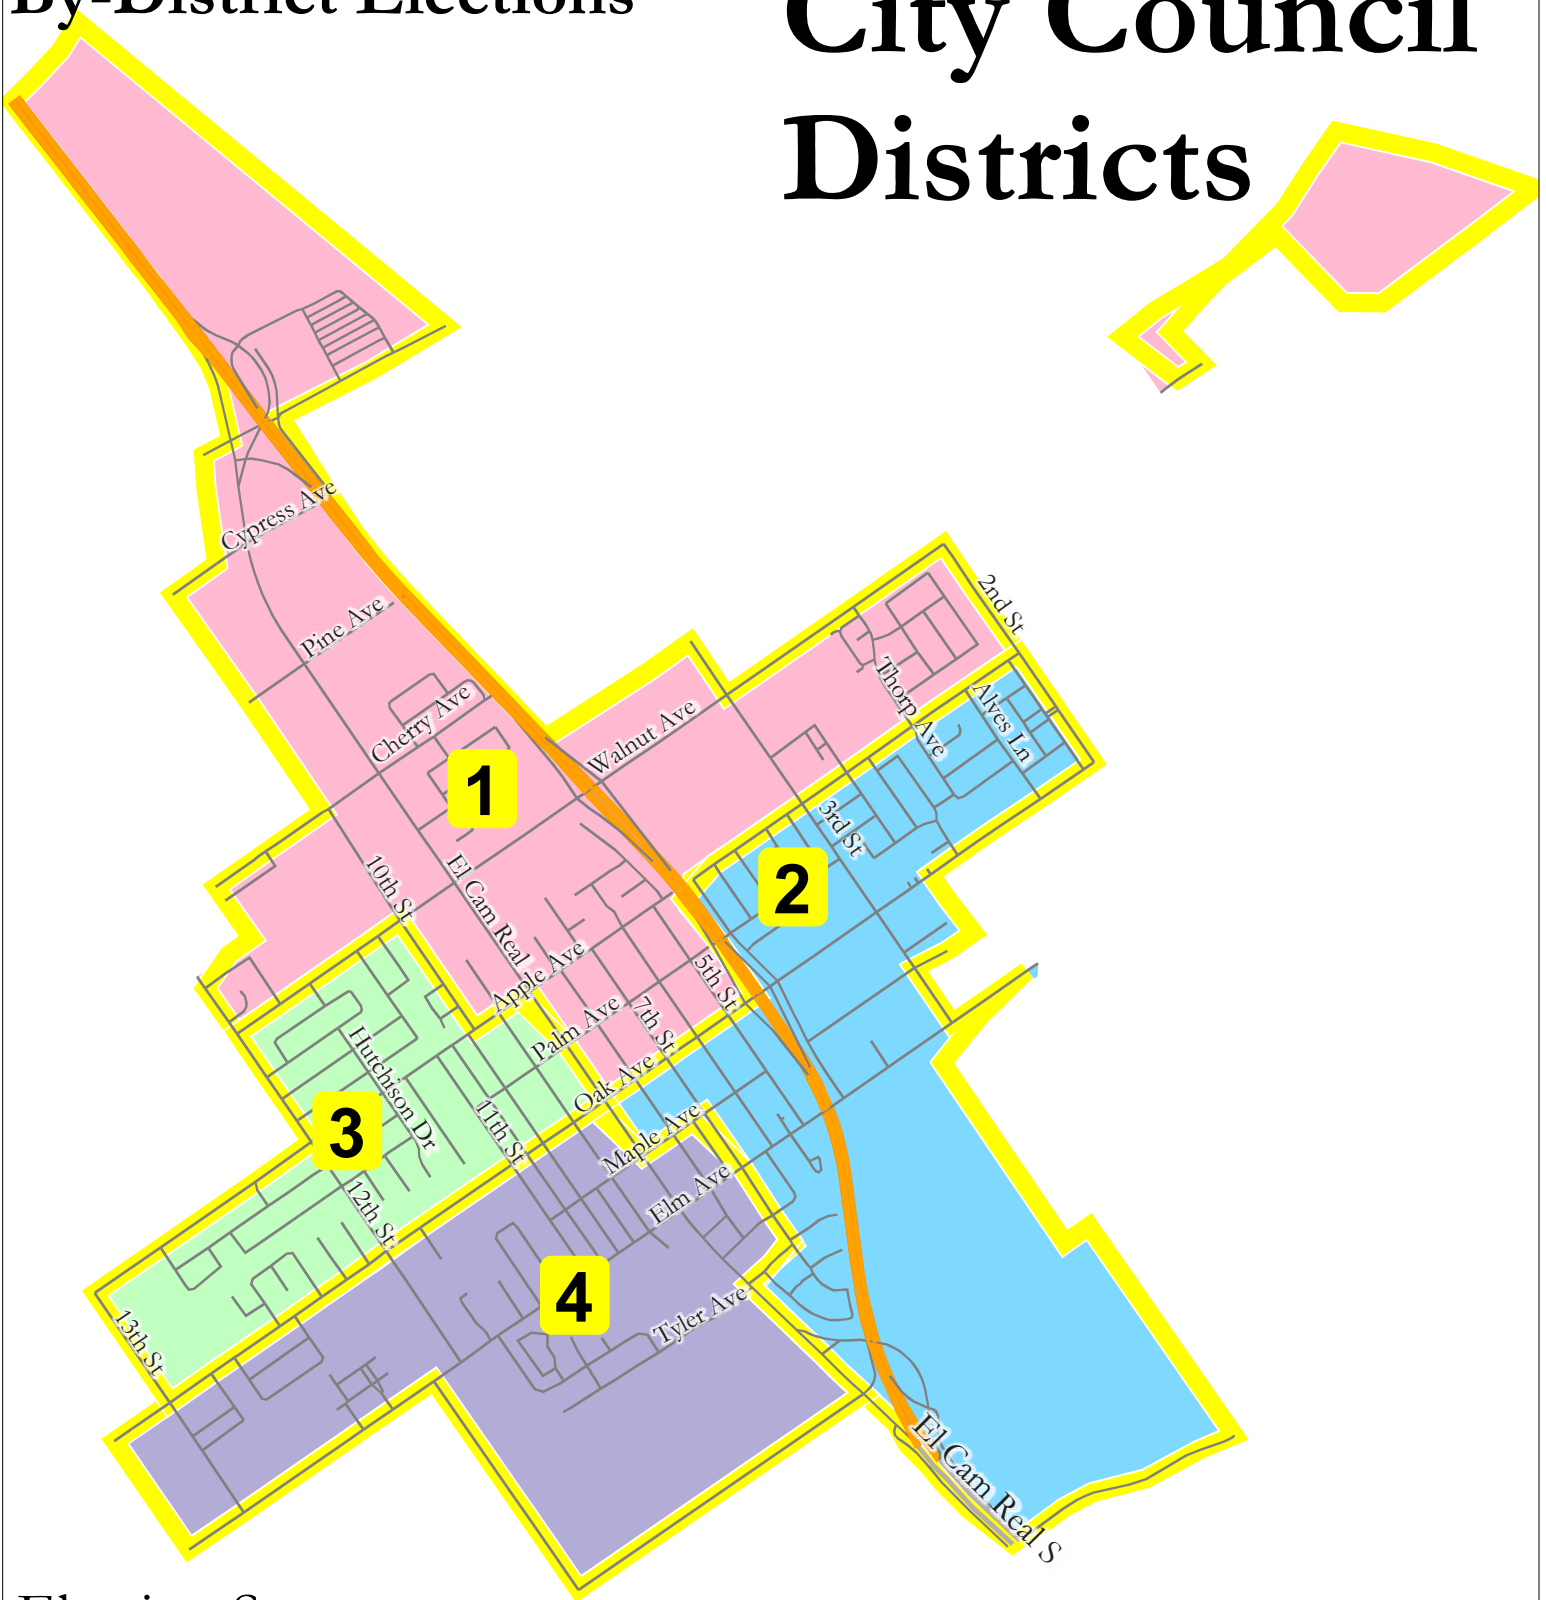 By-District Elections
City Council
Districts
Cypress Ave
Pine Ave
2nd St
Cherry Ave
Walnut Ave
Thorp Ave
Alves Ln
1
3rd St
2
10th St
El Cam Real
Apple Ave
5th St
Palm Ave
7th St
Oak Ave
Hutchison Dr
3
11th St
Maple Ave
Elm Ave
12th St
4
Tyler Ave
13th St
El Cam Real S